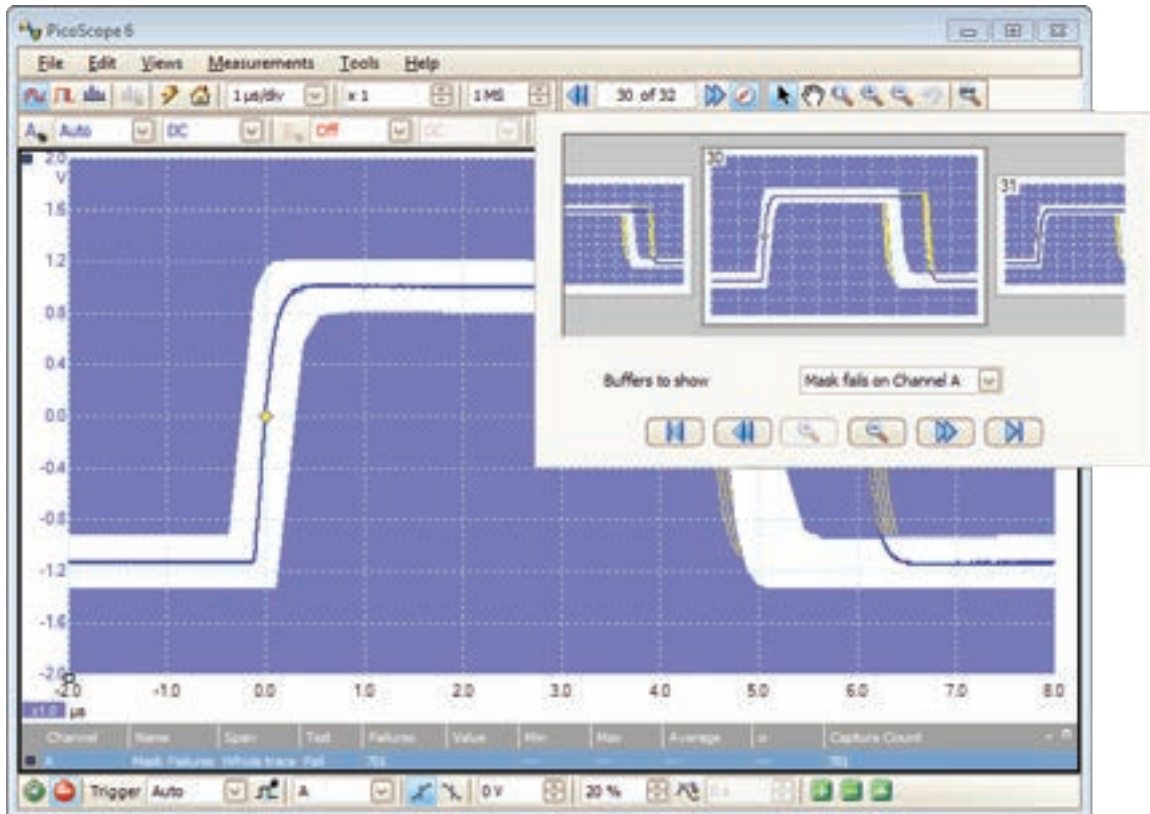 PicoScope 6
File Edit Views Measurements Tools Help
1 µs/div x 1 1 MS 30 of 32
A Auto DC Off DC
30
31
Buffers to show Mask fails on Channel A
2.0
V
1.6
1.2
0.8
0.4
0.0
-0.4
-0.8
-1.2
-1.6
-2.0
-2.0 -1.0 0.0 1.0 2.0 3.0 4.0 5.0 6.0 7.0 8.0
x1.0 µs
Channel Name Span Test Failures Value Min Max Average σ Capture Count
A Mask Failures Whole trace Fail
Trigger Auto A 0 V 20 %